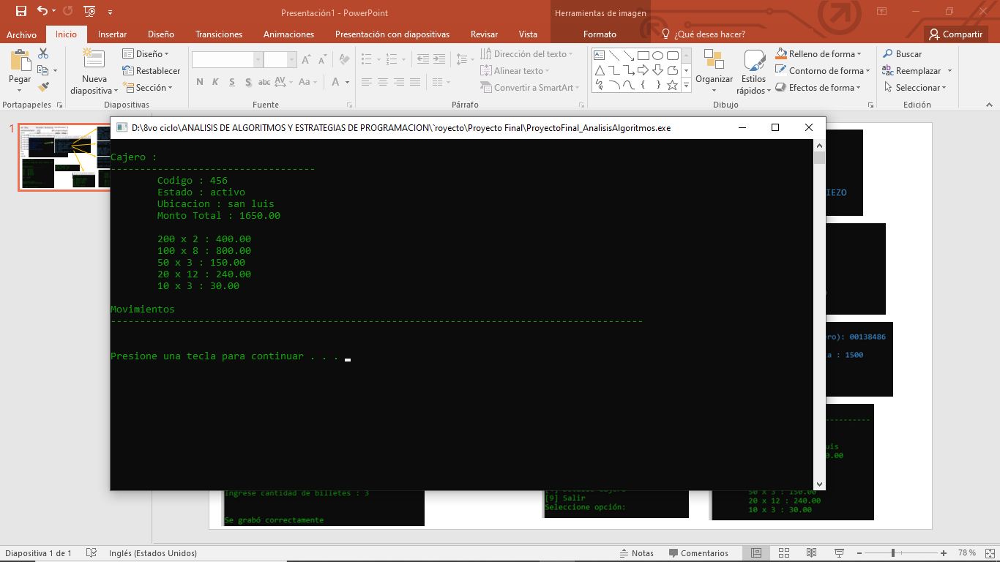 Presentación1 - PowerPoint
Herramientas de imagen
Archivo Inicio Insertar Diseño Transiciones Animaciones Presentación con diapositivas Revisar Vista Formato ¿Qué desea hacer? Compartir
Pegar
Portapapeles
Nueva diapositiva
Diseño
Restablecer
Sección
Diapositivas
N K S S abc AV Aa A
Fuente
Dirección del texto
Alinear texto
Convertir a SmartArt
Párrafo
Organizar
Estilos rápidos
Relleno de forma
Contorno de forma
Efectos de forma
Dibujo
Buscar
Reemplazar
Seleccionar
Edición
1
D:\8vo ciclo\ANALISIS DE ALGORITMOS Y ESTRATEGIAS DE PROGRAMACION\`royecto\Proyecto Final\ProyectoFinal_AnalisisAlgoritmos.exe
Cajero :
-----------------------------------
Codigo : 456
Estado : activo
Ubicacion : san luis
Monto Total : 1650.00
200 x 2 : 400.00
100 x 8 : 800.00
50 x 3 : 150.00
20 x 12 : 240.00
10 x 3 : 30.00
Movimientos
-------------------------------------------------------------------------------------------
Presione una tecla para continuar . . .
IEZO
ero): 00138486
ta : 1500
uis
0.00
Ingrese cantidad de billetes : 3
Se grabó correctamente
[9] Salir
Seleccione opción:
50 x 3 : 150.00
20 x 12 : 240.00
10 x 3 : 30.00
Diapositiva 1 de 1 Inglés (Estados Unidos) Notas Comentarios 78 %